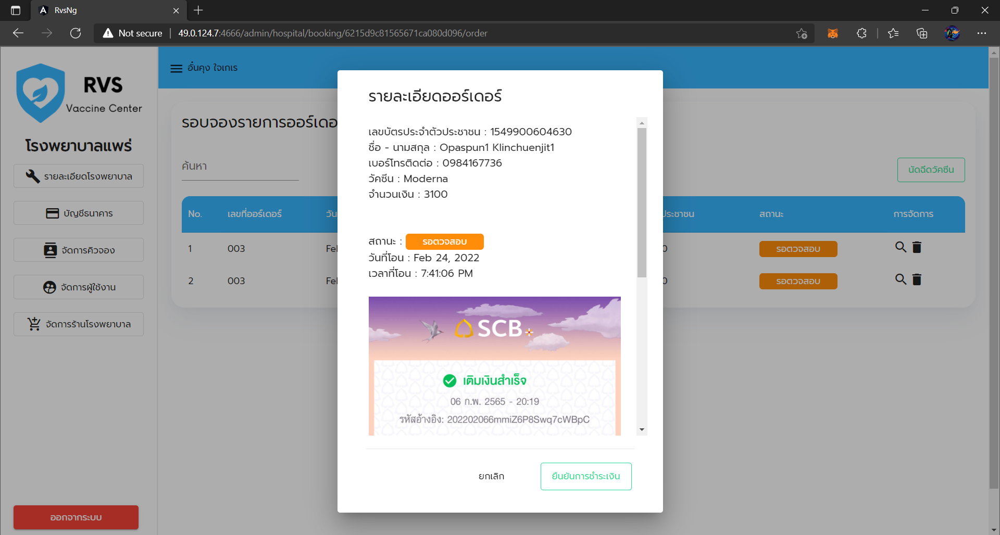 RvsNg
Not secure
49.0.124.7:4666/admin/hospital/booking/6215d9c81565671ca080d096/order
RVS
Vaccine Center
โรงพยาบาลแพร่
รายละเอียดโรงพยาบาล
บัญชีธนาคาร
จัดการคิวจอง
จัดการผู้ใช้งาน
จัดการร้านโรงพยาบาล
ออกจากระบบ
อั๋นคุง ใจเกเร
รอบจองรายการออร์เดอ
ค้นหา
นัดฉีดวัคซีน
No. เลขที่ออร์เดอร์ วัน ประชาชน สถานะ การจัดการ
1 003 Fe 0 รอตวจสอบ
2 003 Fe 0 รอตวจสอบ
รายละเอียดออร์เดอร์
เลขบัตรประจำตัวประชาชน : 1549900604630
ชื่อ - นามสกุล : Opaspun1 Klinchuenjit1
เบอร์โทรติดต่อ : 0984167736
วัคซีน : Moderna
จำนวนเงิน : 3100
สถานะ : รอตวจสอบ
วันที่โอน : Feb 24, 2022
เวลาที่โอน : 7:41:06 PM
SCB
เติมเงินสำเร็จ
06 ก.พ. 2565 - 20:19
รหัสอ้างอิง: 202202066mmiZ6P8Swq7cWBpC
ยกเลิก
ยืนยันการชำระเงิน